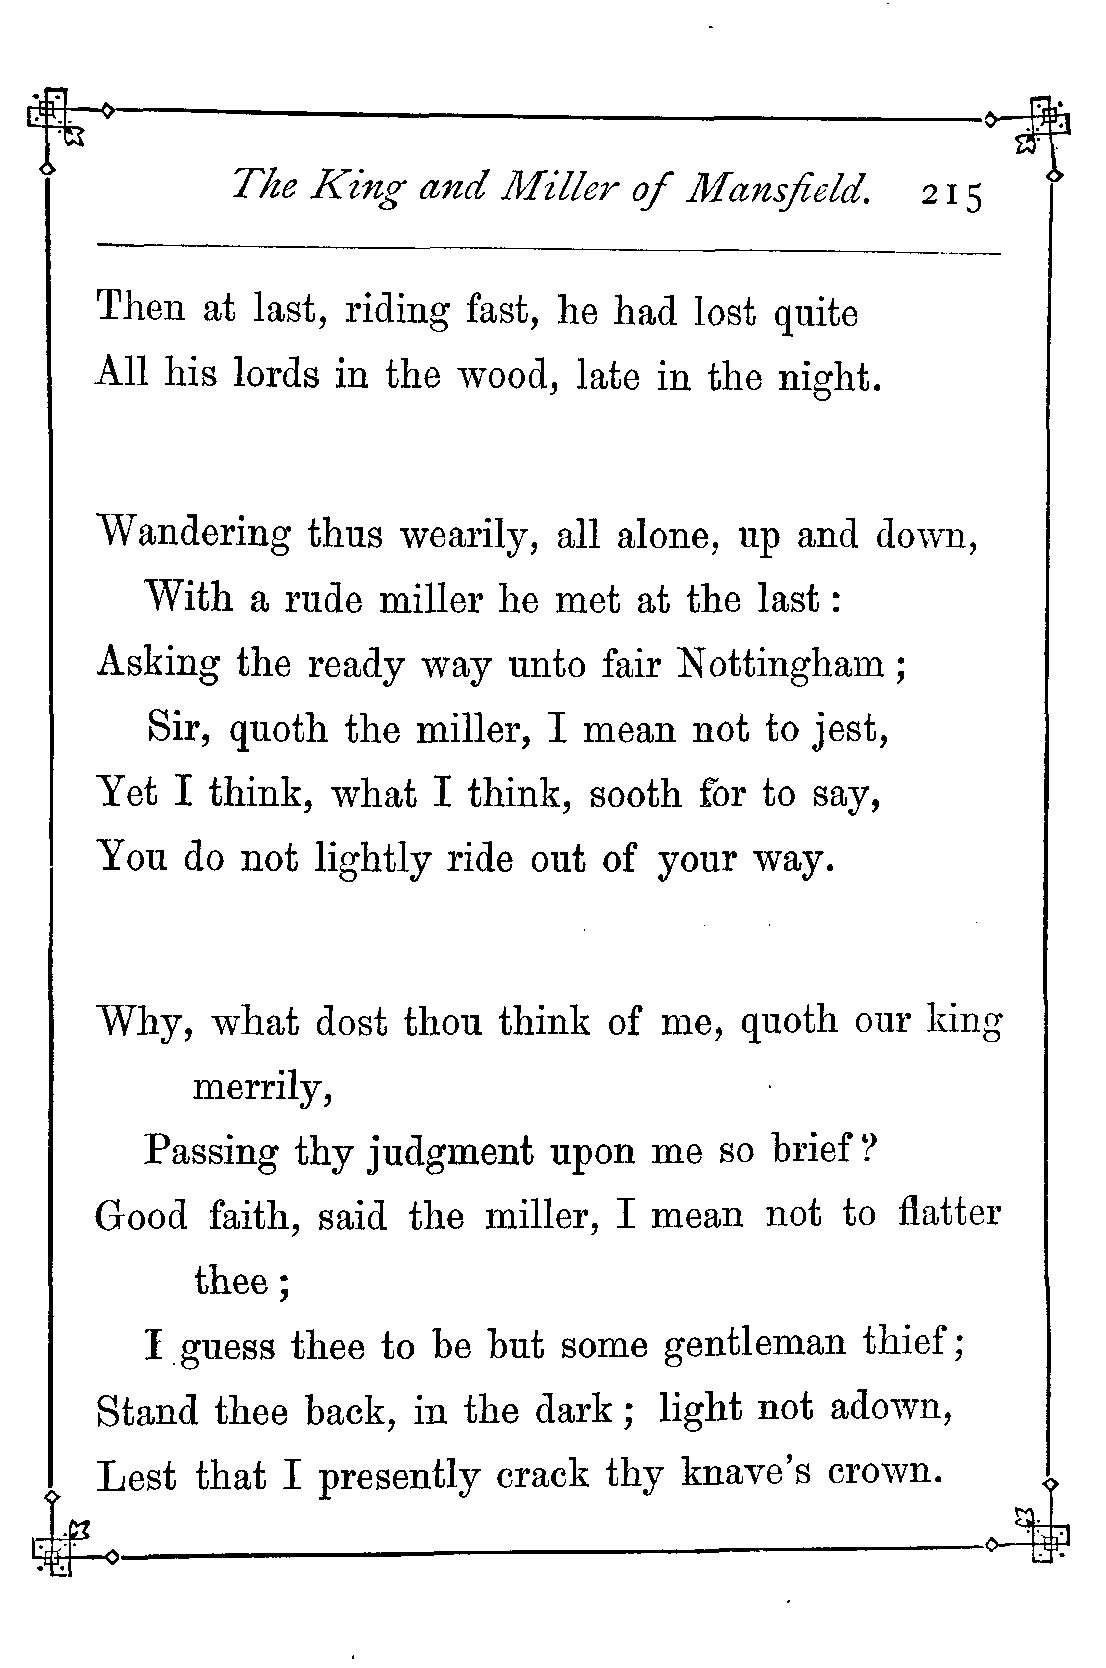 The King and Miller of Mansfield. 215
Then at last, riding fast, he had lost quite
All his lords in the wood, late in the night.
Wandering thus wearily, all alone, up and down,
With a rude miller he met at the last :
Asking the ready way unto fair Nottingham ;
Sir, quoth the miller, I mean not to jest,
Yet I think, what I think, sooth for to say,
You do not lightly ride out of your way.
Why, what dost thou think of me, quoth our king
merrily,
Passing thy judgment upon me so brief?
Good faith, said the miller, I mean not to flatter
thee ;
I guess thee to be but some gentleman thief ;
Stand thee back, in the dark ; light not adown,
Lest that I presently crack thy knave's crown.